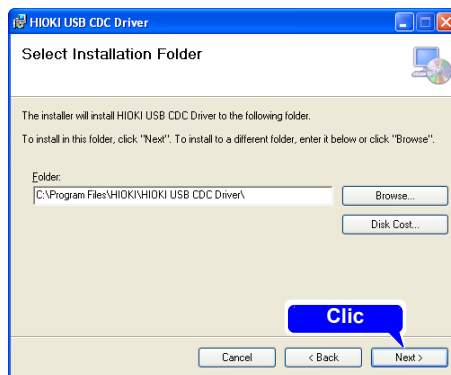 HIOKI USB CDC Driver
Select Installation Folder
The installer will install HIOKI USB CDC Driver to the following folder.
To install in this folder, click "Next". To install to a different folder, enter it below or click "Browse".
Folder:
C:\Program Files\HIOKI\HIOKI USB CDC Driver\
Browse...
Disk Cost...
Clic
Cancel
< Back
Next >